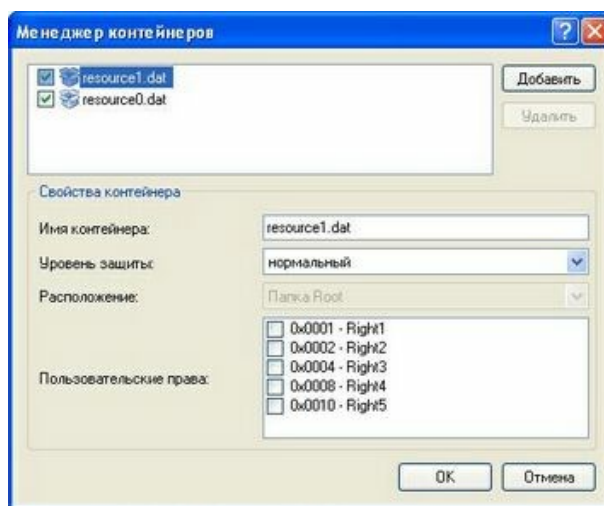 Менеджер контейнеров
resource1.dat
Добавить
resource0.dat
Удалить
Свойства контейнера
Имя контейнера: resource1.dat
Уровень защиты: нормальный
Расположение: Папка Root
Пользовательские права:
0x0001 - Right1
0x0002 - Right2
0x0004 - Right3
0x0008 - Right4
0x0010 - Right5
OK Отмена